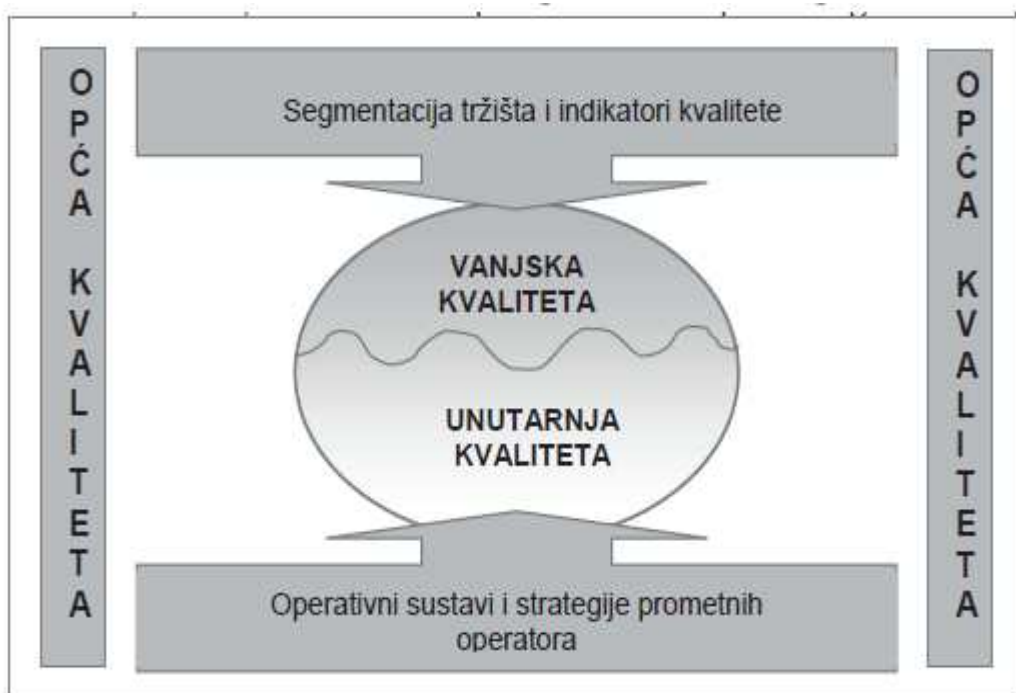 OPĆA KVALITETA
Segmentacija tržišta i indikatori kvalitete
OPĆA KVALITETA
VANJSKA
KVALITETA
UNUTARNJA
KVALITETA
Operativni sustavi i strategije prometnih
operatora